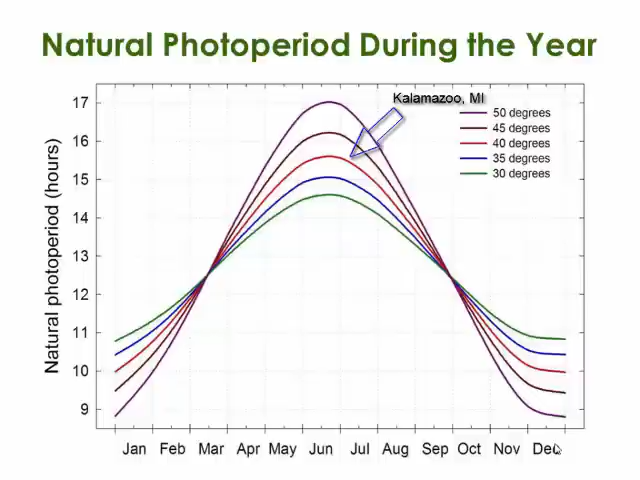 Natural Photoperiod During the Year
Kalamazoo, MI
50 degrees
45 degrees
40 degrees
35 degrees
30 degrees
Natural photoperiod (hours)
17
16
15
14
13
12
11
10
9
Jan Feb Mar Apr May Jun Jul Aug Sep Oct Nov Dec